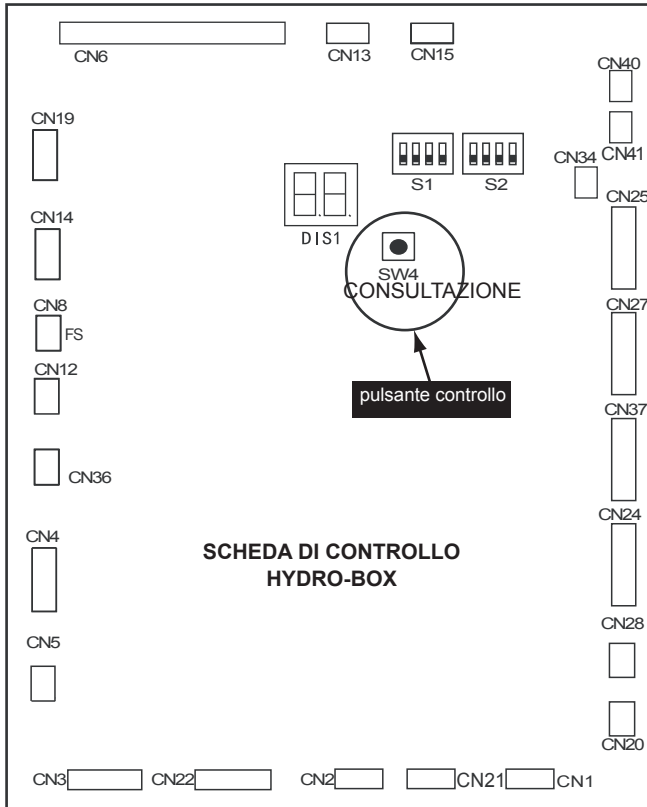 CN6
CN13
CN15
CN40
CN19
CN41
CN34
S1
S2
CN25
CN14
DIS1
SW4
CONSULTAZIONE
CN8
FS
CN27
CN12
pulsante controllo
CN37
CN36
CN4
SCHEDA DI CONTROLLO
HYDRO-BOX
CN24
CN5
CN28
CN20
CN3
CN22
CN2
CN21
CN1